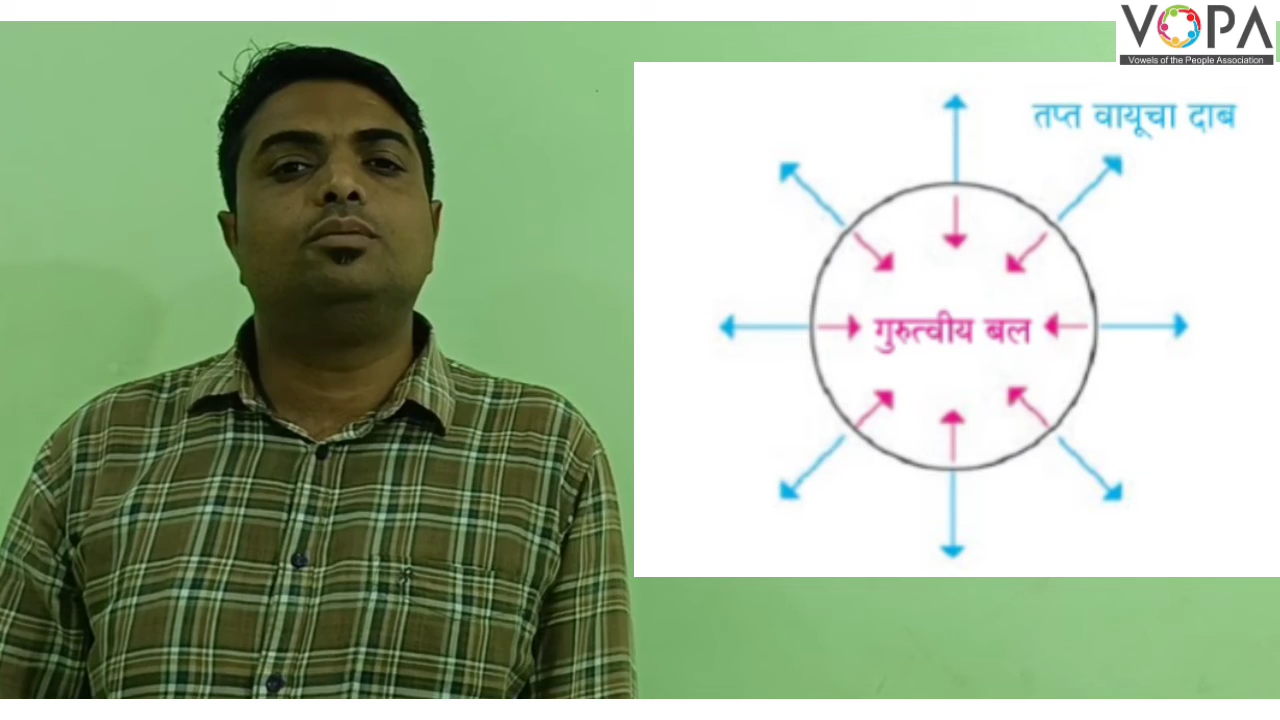 VOPA
Vowels of the People Association
तप्त वायूचा दाब
गुरुत्वीय बल